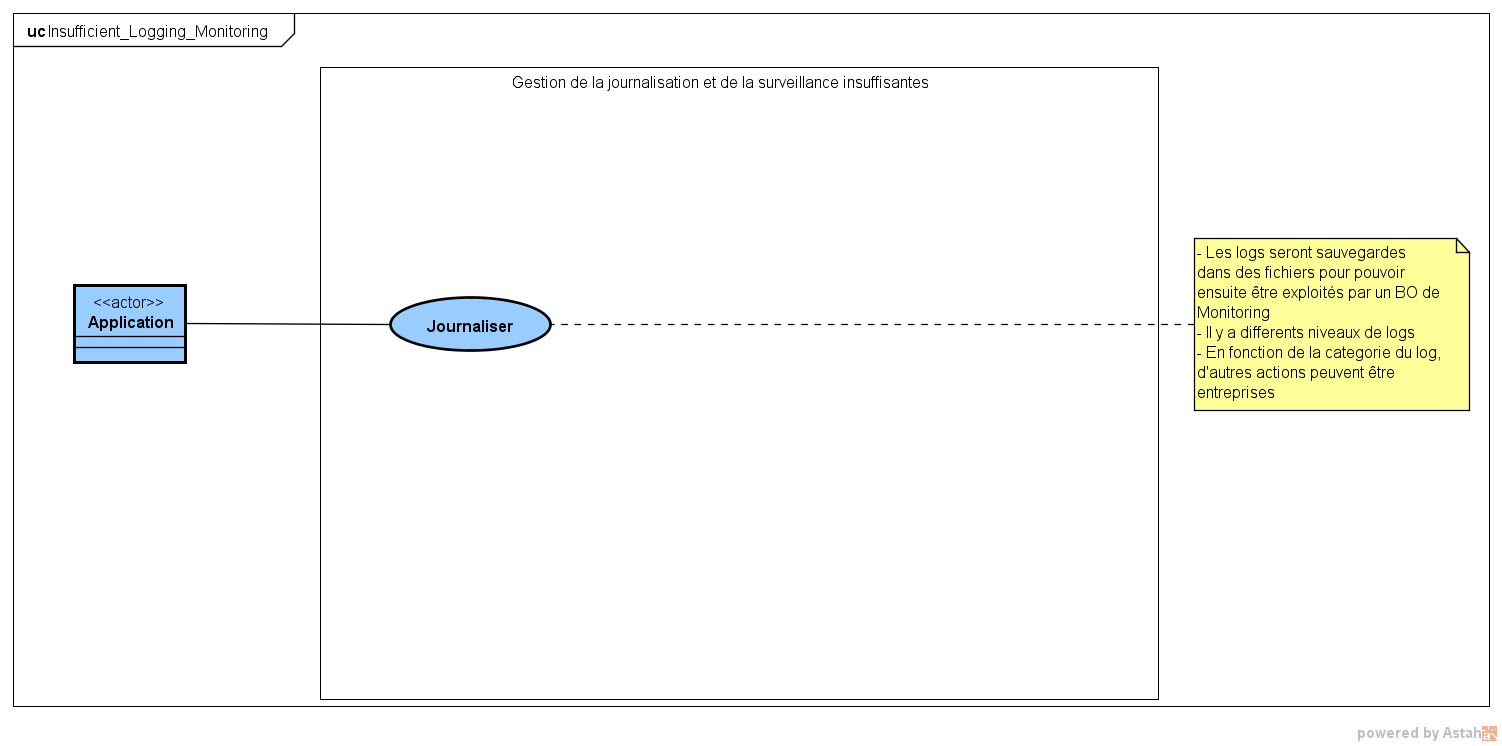 uc Insufficient_Logging_Monitoring
Gestion de la journalisation et de la surveillance insuffisantes
<<actor>>
Application
Journaliser
- Les logs seront sauvegardes
dans des fichiers pour pouvoir
ensuite être exploités par un BO de
Monitoring
- Il y a differents niveaux de logs
- En fonction de la categorie du log,
d'autres actions peuvent être
entreprises
powered by Astah